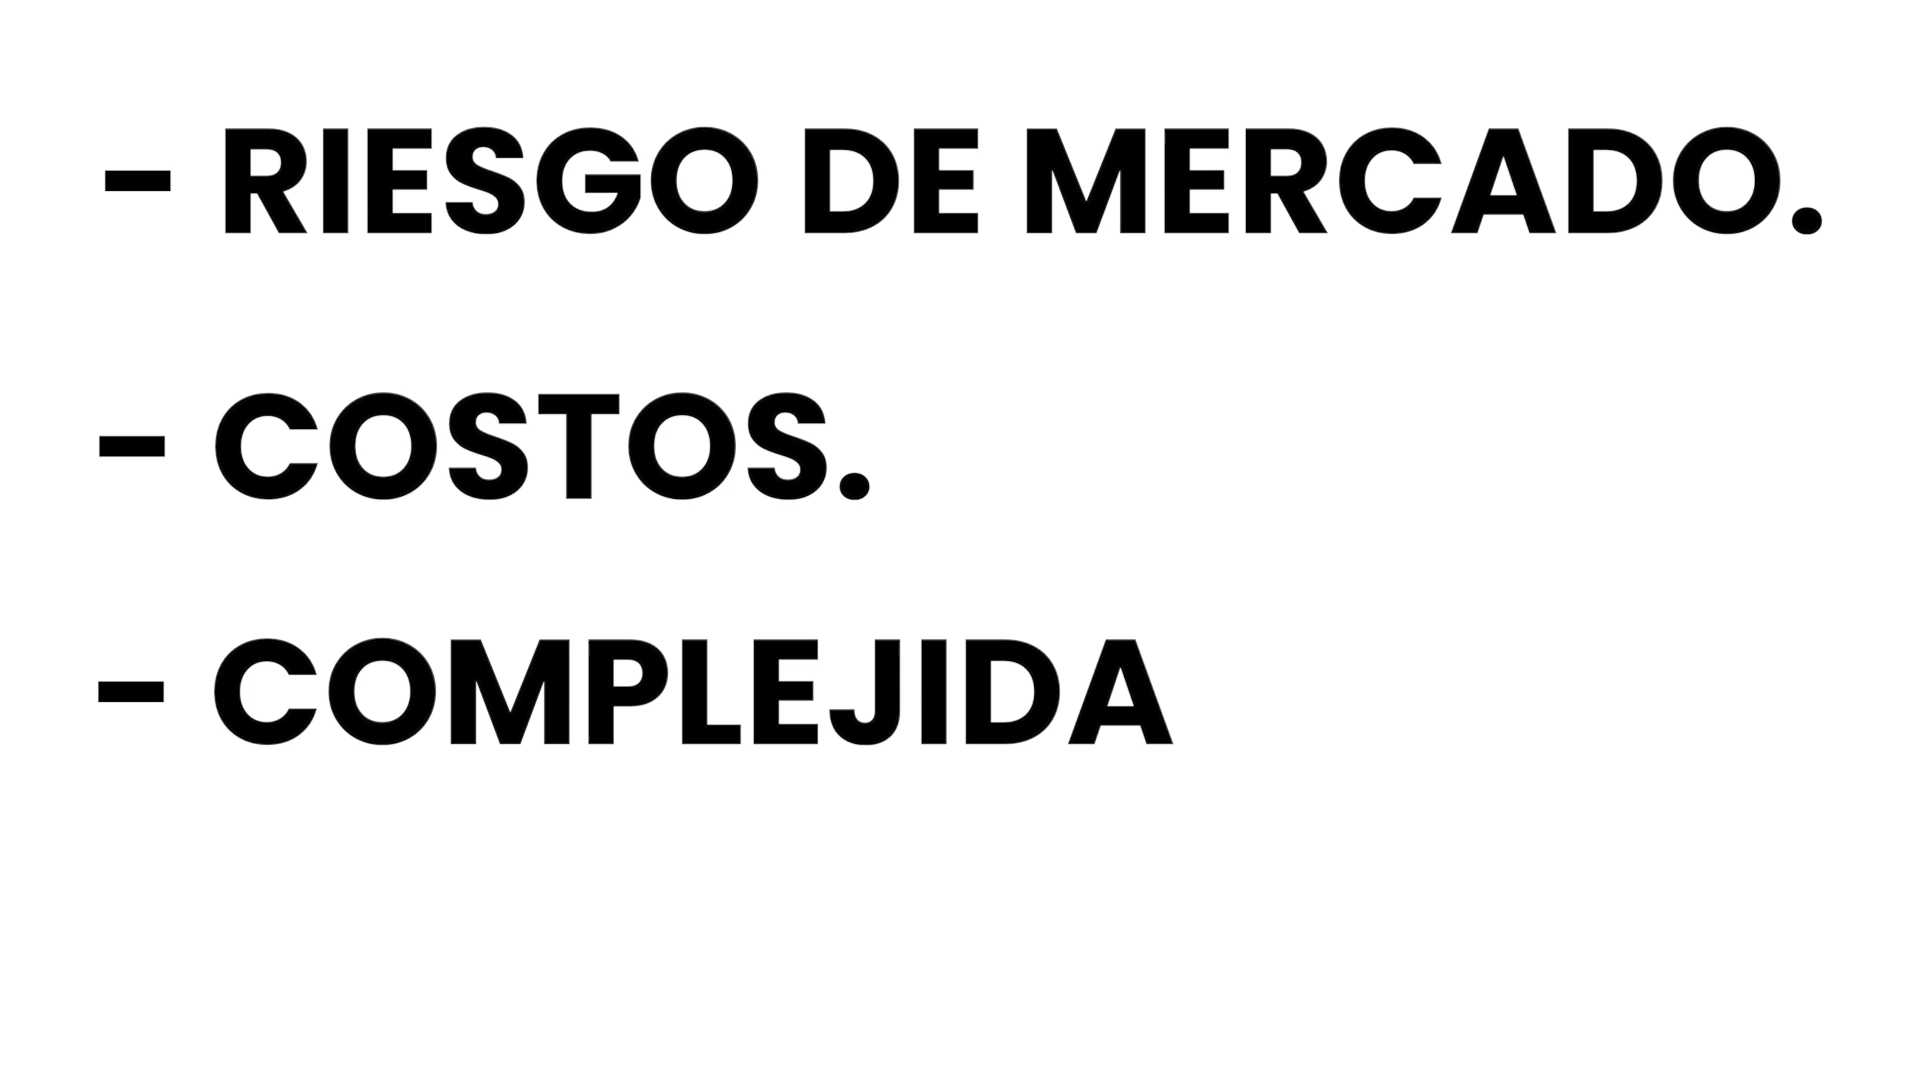 - RIESGO DE MERCADO.
- COSTOS.
- COMPLEJIDA